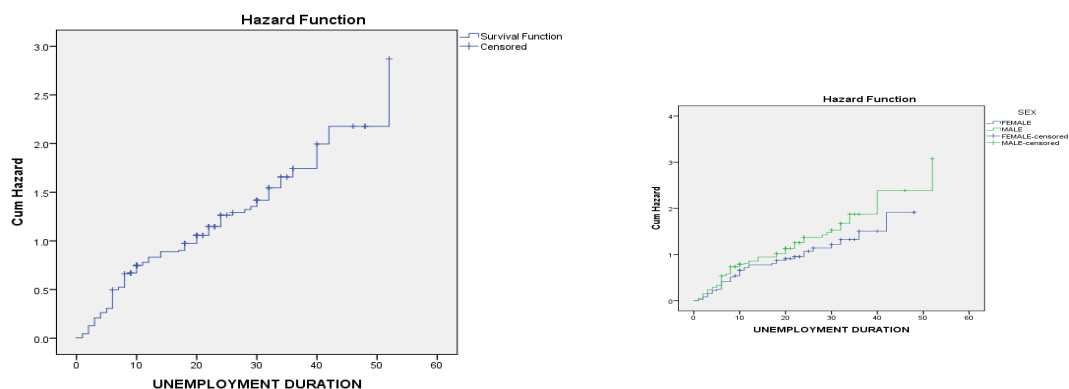 Hazard Function
Survival Function
Censored
3.0
2.5
2.0
1.5
1.0
0.5
0.0
Cum Hazard
0 10 20 30 40 50 60
UNEMPLOYMENT DURATION
Hazard Function
SEX
FEMALE
MALE
FEMALE-censored
MALE-censored
4
3
2
1
0
Cum Hazard
0 10 20 30 40 50 60
UNEMPLOYMENT DURATION